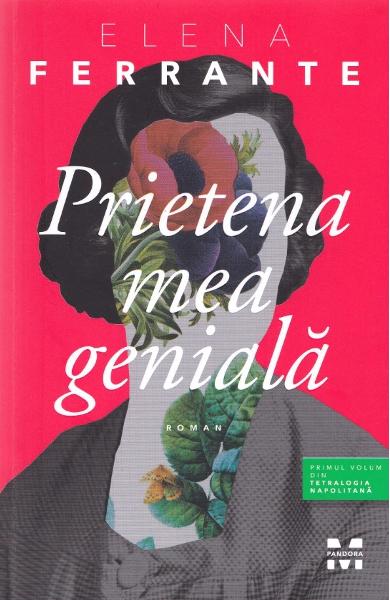 ELENA
FERRANTE
Prietena
mea
genială
ROMAN
PRIMUL VOLUM
DIN
TETRALOGIA
NAPOLITANĂ
M
PANDORA